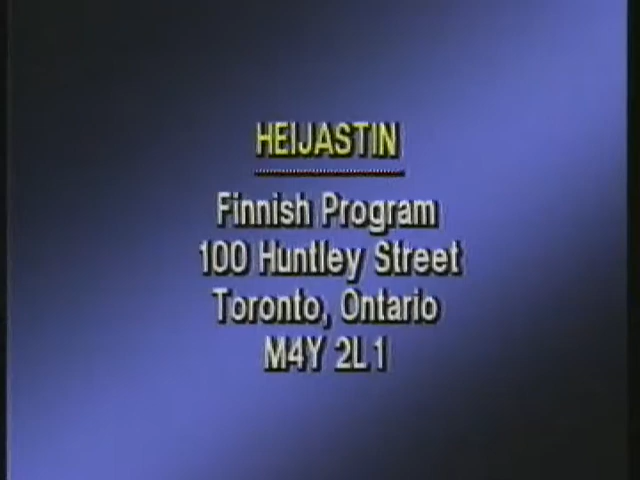 HEIJASTIN
Finnish Program
100 Huntley Street
Toronto, Ontario
M4Y 2L1